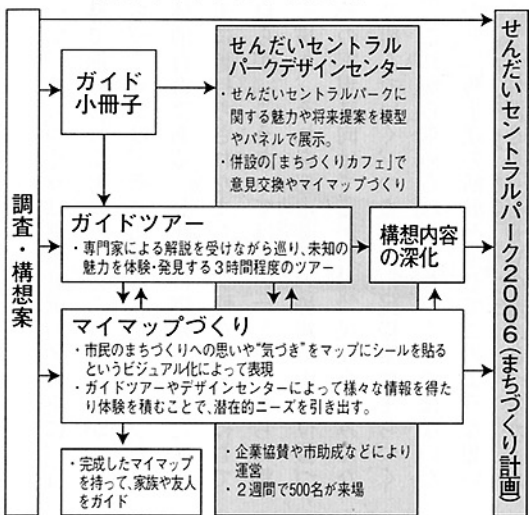 調査・構想案
ガイド
小冊子
せんだいセントラル
パークデザインセンター
・せんだいセントラルパークに
関する魅力や将来提案を模型
やパネルで展示。
・併設の「まちづくりカフェ」で
意見交換やマイマップづくり
ガイドツアー
・専門家による解説を受けながら巡り、未知の
魅力を体験・発見する3時間程度のツアー
構想内容
の深化
マイマップづくり
・市民のまちづくりへの思いや“気づき”をマップにシールを貼る
というビジュアル化によって表現
・ガイドツアーやデザインセンターによって様々な情報を得た
り体験を積むことで、潜在的ニーズを引き出す。
・完成したマイマップ
を持って、家族や友人
をガイド
・企業協賛や市助成などにより
運営
・2週間で500名が来場
せんだいセントラルパーク2006(まちづくり計画)